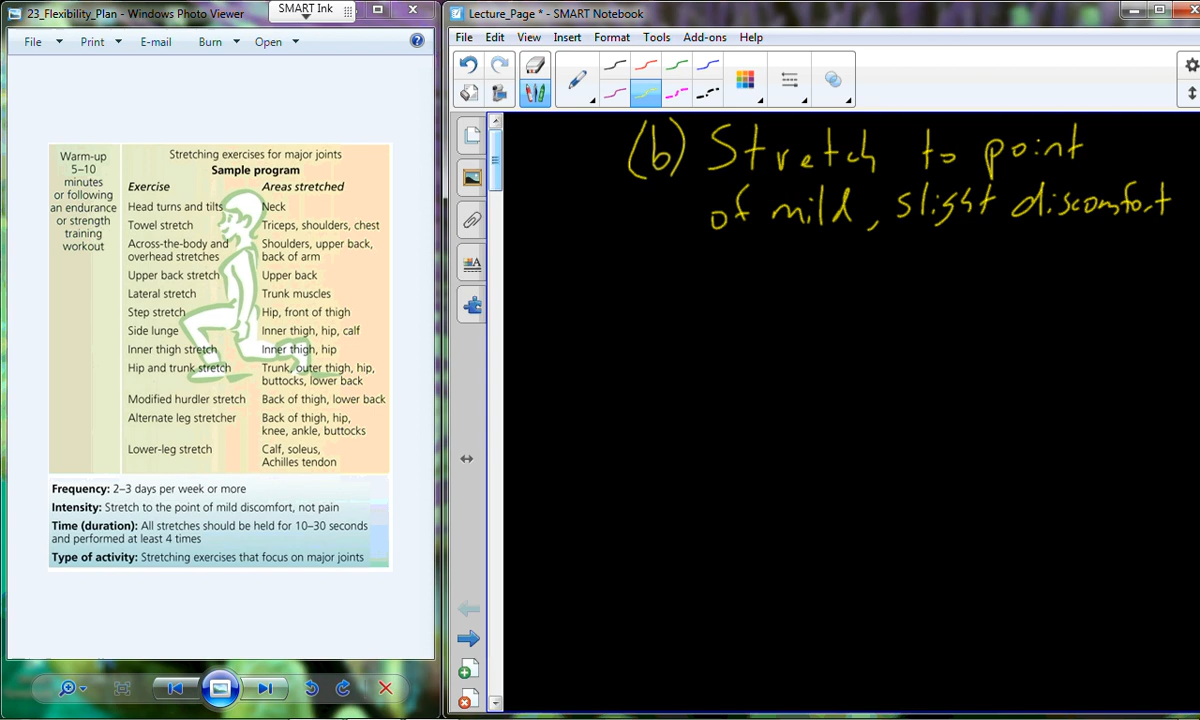 23_Flexibility_Plan - Windows Photo Viewer
SMART Ink
File Print E-mail Burn Open
Warm-up
5–10
minutes
or following
an endurance
or strength
training
workout
Stretching exercises for major joints
Sample program
Exercise Areas stretched
Head turns and tilts Neck
Towel stretch Triceps, shoulders, chest
Across-the-body and Shoulders, upper back,
overhead stretches back of arm
Upper back stretch Upper back
Lateral stretch Trunk muscles
Step stretch Hip, front of thigh
Side lunge Inner thigh, hip, calf
Inner thigh stretch Inner thigh, hip
Hip and trunk stretch Trunk, outer thigh, hip,
buttocks, lower back
Modified hurdler stretch Back of thigh, lower back
Alternate leg stretcher Back of thigh, hip,
knee, ankle, buttocks
Lower-leg stretch Calf, soleus,
Achilles tendon
Frequency: 2–3 days per week or more
Intensity: Stretch to the point of mild discomfort, not pain
Time (duration): All stretches should be held for 10–30 seconds
and performed at least 4 times
Type of activity: Stretching exercises that focus on major joints
Lecture_Page * - SMART Notebook
File Edit View Insert Format Tools Add-ons Help
(b) Stretch to point
of mild, slight discomfort